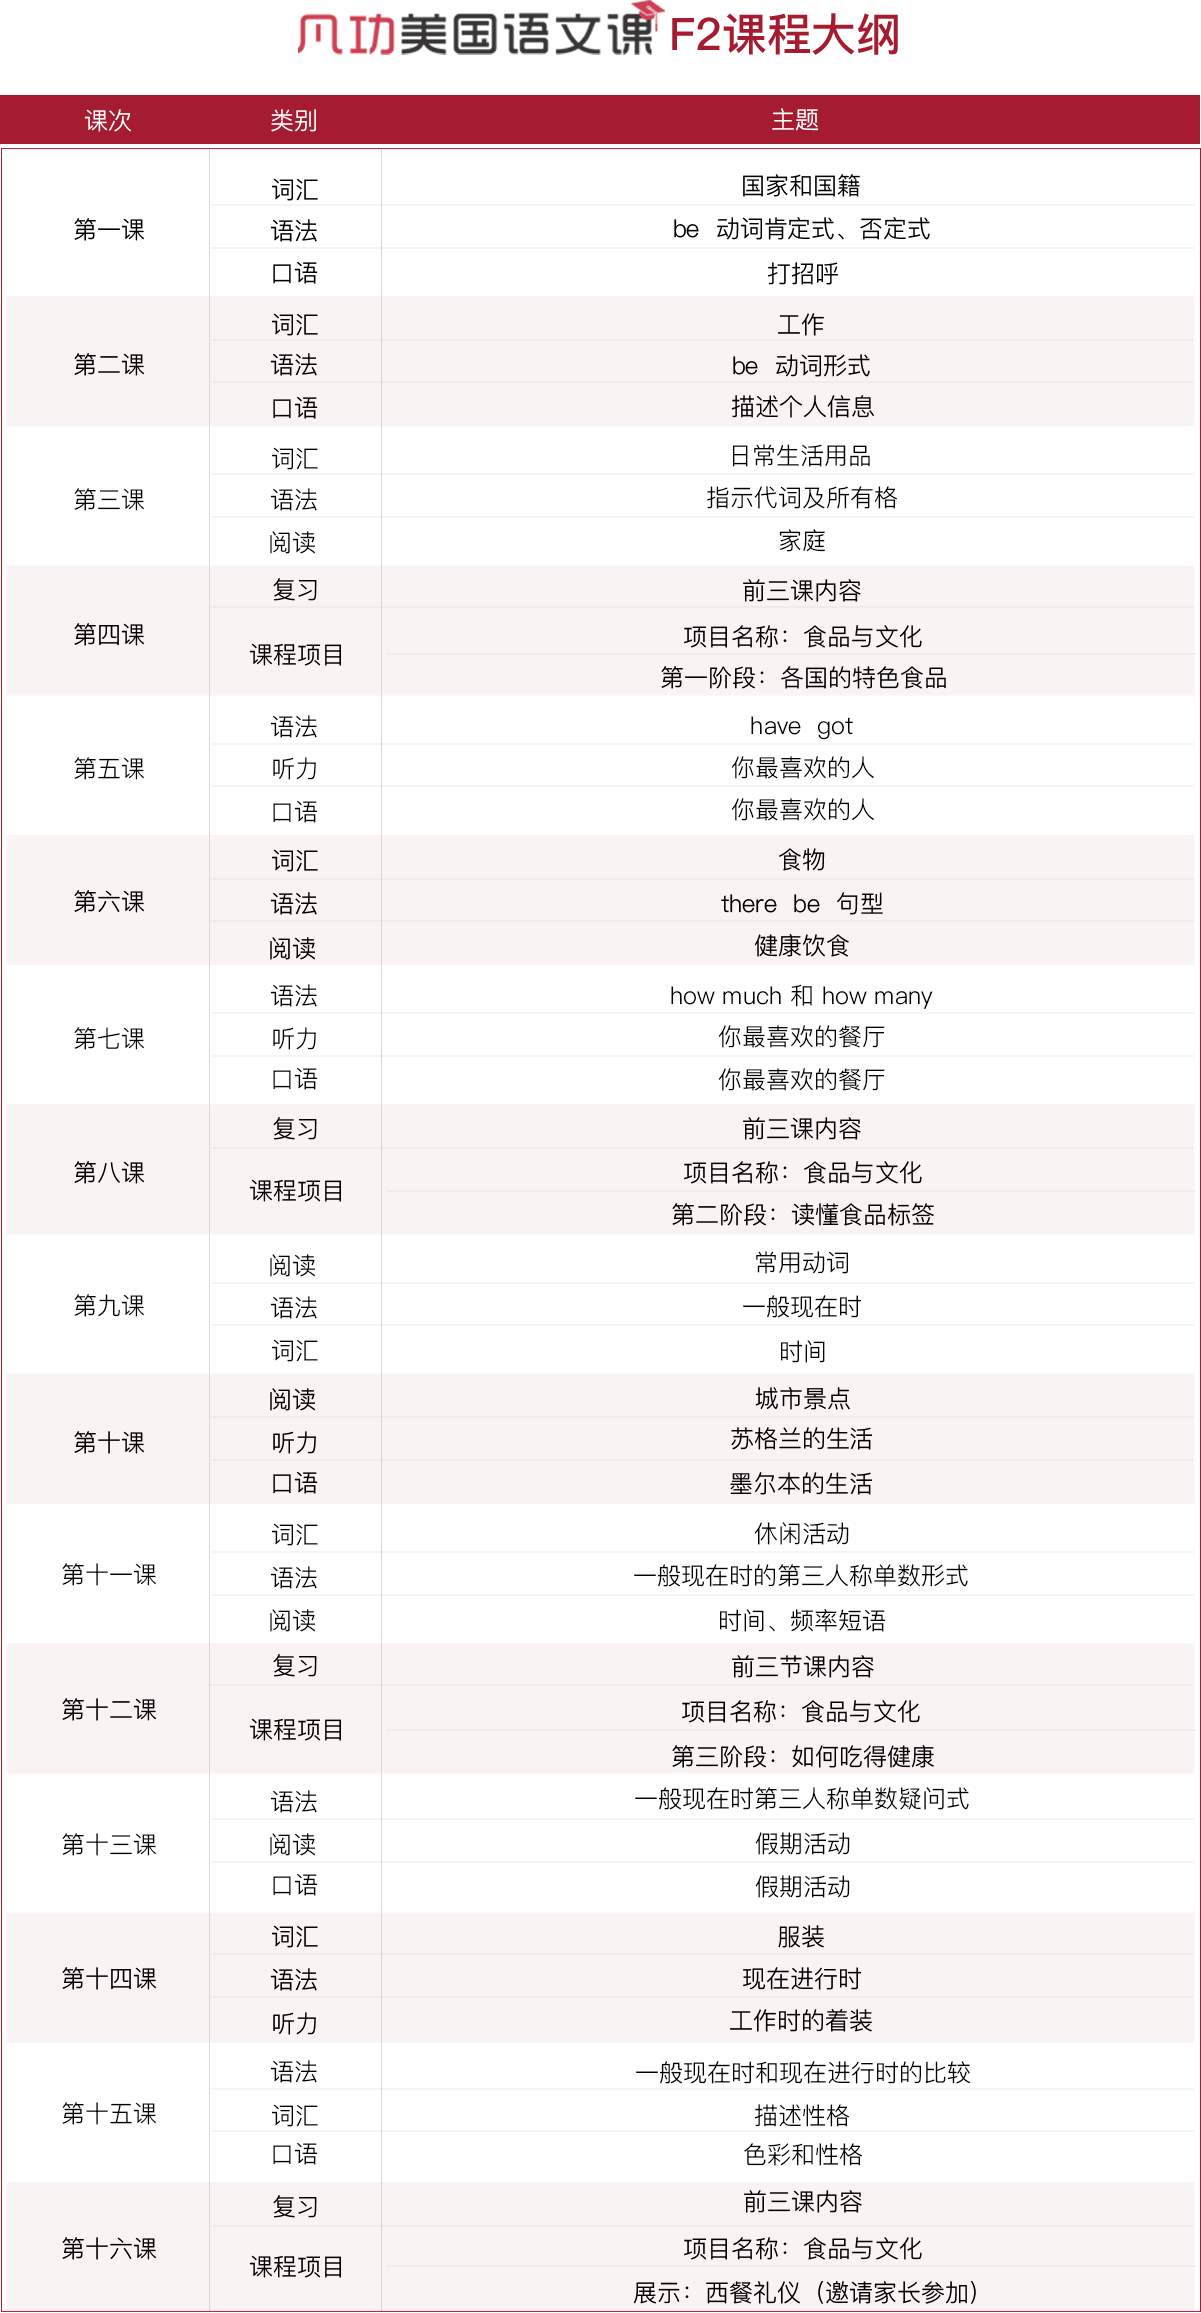 凡功美国语文课 F2课程大纲
课次 类别 主题
第一课
词汇 国家和国籍
语法 be 动词肯定式、否定式
口语 打招呼
第二课
词汇 工作
语法 be 动词形式
口语 描述个人信息
第三课
词汇 日常生活用品
语法 指示代词及所有格
阅读 家庭
第四课
复习 前三课内容
课程项目
项目名称：食品与文化
第一阶段：各国的特色食品
第五课
语法 have got
听力 你最喜欢的人
口语 你最喜欢的人
第六课
词汇 食物
语法 there be 句型
阅读 健康饮食
第七课
语法 how much 和 how many
听力 你最喜欢的餐厅
口语 你最喜欢的餐厅
第八课
复习 前三课内容
课程项目
项目名称：食品与文化
第二阶段：读懂食品标签
第九课
阅读 常用动词
语法 一般现在时
词汇 时间
第十课
阅读 城市景点
听力 苏格兰的生活
口语 墨尔本的生活
第十一课
词汇 休闲活动
语法 一般现在时的第三人称单数形式
阅读 时间、频率短语
第十二课
复习 前三节课内容
课程项目
项目名称：食品与文化
第三阶段：如何吃得健康
第十三课
语法 一般现在时第三人称单数疑问式
阅读 假期活动
口语 假期活动
第十四课
词汇 服装
语法 现在进行时
听力 工作时的着装
第十五课
语法 一般现在时和现在进行时的比较
词汇 描述性格
口语 色彩和性格
第十六课
复习 前三课内容
课程项目
项目名称：食品与文化
展示：西餐礼仪（邀请家长参加）